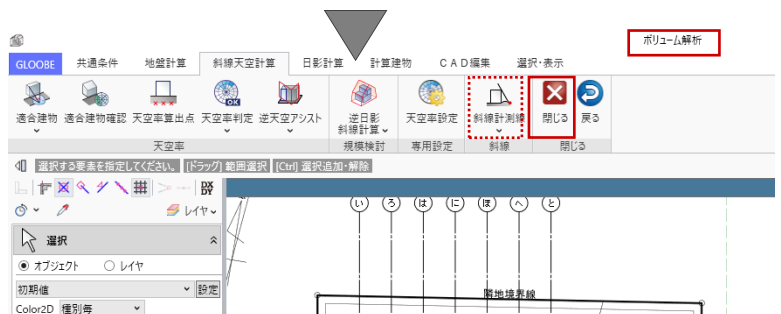 ボリューム解析
GLOOBE 共通条件 地盤計算 斜線天空計算 日影計算 計算建物 CAD編集 選択・表示
適合建物 適合建物確認 天空率算出点 天空率判定 逆天空アシスト 逆日影斜線計算 天空率設定 斜線計測線 閉じる 戻る
OK
天空率 規模検討 専用設定 斜線 閉じる
選択する要素を指定してください。 [ドラッグ] 範囲選択 [Ctrl] 選択追加・解除
レイヤ
い ろ は に ほ へ と
選択
オブジェクト レイヤ
初期値 設定
隣地境界線
Color2D 種別毎